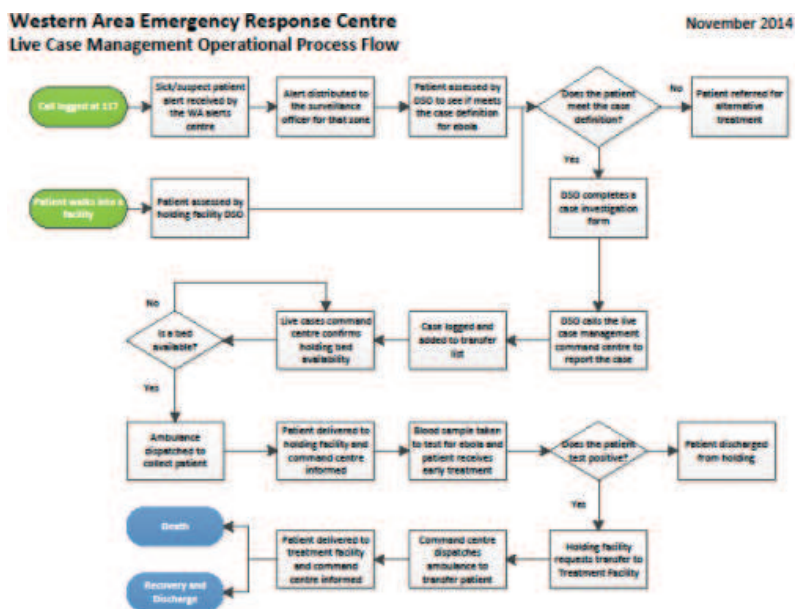 Western Area Emergency Response Centre
November 2014
Live Case Management Operational Process Flow
Call logged at 117
Sick/suspect patient
alert received by
the WA alerts
centre
Alert distributed to
the surveillance
officer for that zone
Patient assessed by
DSO to see if meets
the case definition
for ebola
Does the patient
meet the case
definition?
No
Patient referred for
alternative
treatment
Yes
Patient walks into a
facility
Patient assessed by
holding facility DSO
DSO completes a
case investigation
form
No
Is a bed
available?
Live cases command
centre confirms
holding bed
availability
Case logged and
added to transfer
list
DSO calls the live
case management
command centre to
report the case
Yes
Ambulance
dispatched to
collect patient
Patient delivered to
holding facility and
command centre
informed
Blood sample taken
to test for ebola and
patient receives
early treatment
Does the patient
test positive?
Patient discharged
from holding
Yes
Death
Recovery and
Discharge
Patient delivered to
treatment facility
and command
centre informed
Command centre
dispatches
ambulance to
transfer patient
Holding facility
requests transfer to
Treatment Facility